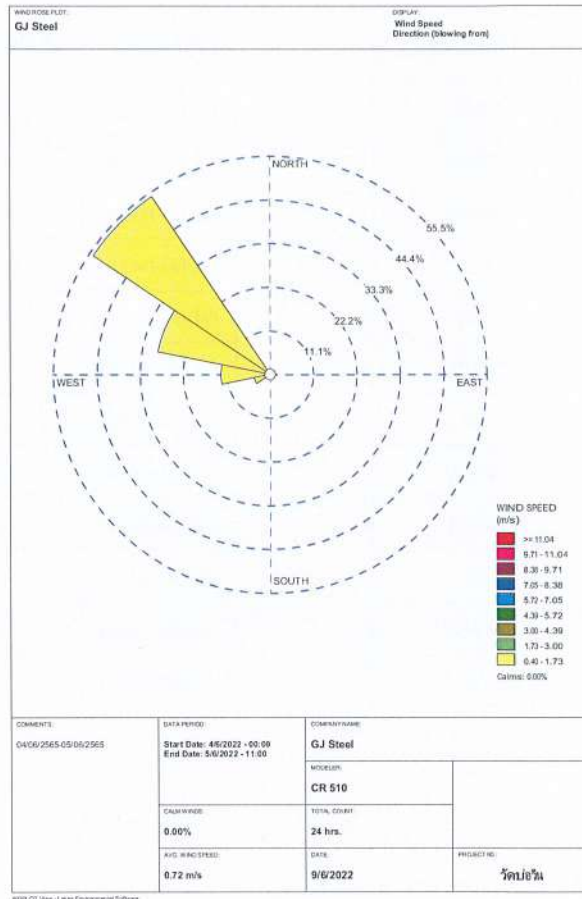 WIND ROSE PLOT:
GJ Steel
DISPLAY:
Wind Speed
Direction (blowing from)
NORTH
55.5%
44.4%
33.3%
22.2%
11.1%
WEST
EAST
SOUTH
WIND SPEED
(m/s)
>= 11.04
9.71 - 11.04
8.38 - 9.71
7.05 - 8.38
5.72 - 7.05
4.39 - 5.72
3.00 - 4.39
1.73 - 3.00
0.40 - 1.73
Calms: 0.00%
COMMENTS:
04/06/2565-05/06/2565
DATA PERIOD:
Start Date: 4/6/2022 - 00:00
End Date: 5/6/2022 - 11:00
COMPANY NAME:
GJ Steel
MODELER:
CR 510
CALM WINDS:
0.00%
TOTAL COUNT:
24 hrs.
AVG. WIND SPEED:
0.72 m/s
DATE:
9/6/2022
PROJECT NO.:
วัดบ่อวิน
WRPLOT View - Lakes Environmental Software